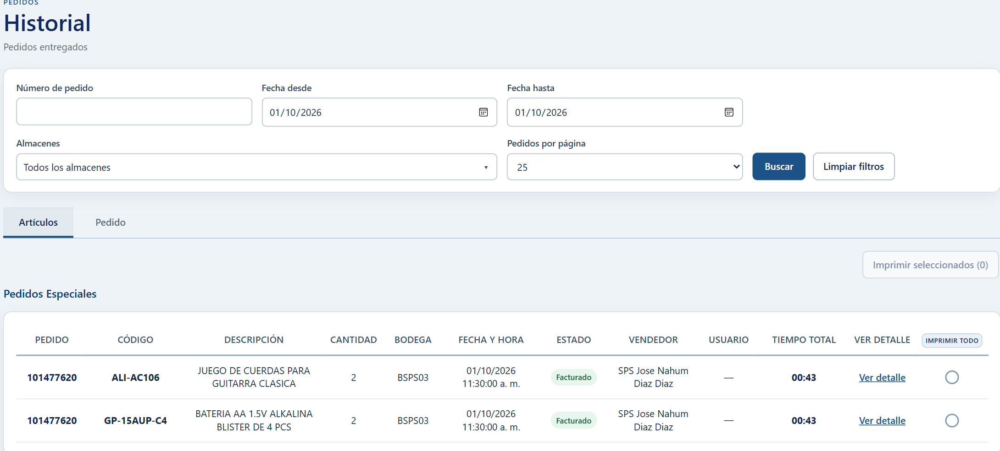 PEDIDOS
Historial
Pedidos entregados
Número de pedido
Fecha desde
Fecha hasta
01/10/2026
01/10/2026
Almacenes
Pedidos por página
Todos los almacenes
25
Buscar
Limpiar filtros
Artículos
Pedido
Imprimir seleccionados (0)
Pedidos Especiales
PEDIDO CÓDIGO DESCRIPCIÓN CANTIDAD BODEGA FECHA Y HORA ESTADO VENDEDOR USUARIO TIEMPO TOTAL VER DETALLE IMPRIMIR TODO
101477620 ALI-AC106 JUEGO DE CUERDAS PARA GUITARRA CLASICA 2 BSPS03 01/10/2026 11:30:00 a. m. Facturado SPS Jose Nahum Diaz Diaz — 00:43 Ver detalle
101477620 GP-15AUP-C4 BATERIA AA 1.5V ALKALINA BLISTER DE 4 PCS 2 BSPS03 01/10/2026 11:30:00 a. m. Facturado SPS Jose Nahum Diaz Diaz — 00:43 Ver detalle